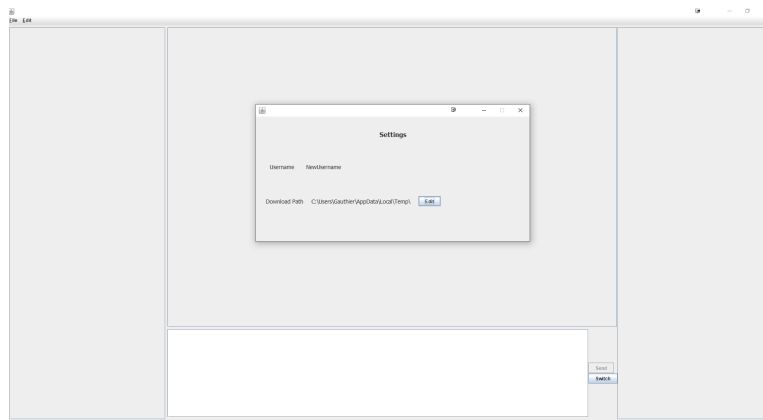 File Edit
Settings
Username NewUsername
Download Path C:\Users\Gauthier\AppData\Local\Temp\ Edit
Send
Switch